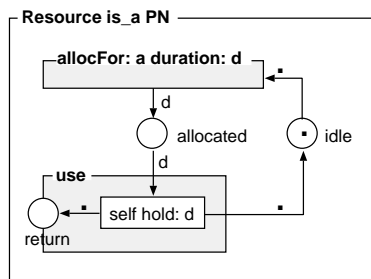 Resource is_a PN
allocFor: a duration: d
d
allocated
idle
d
use
self hold: d
return